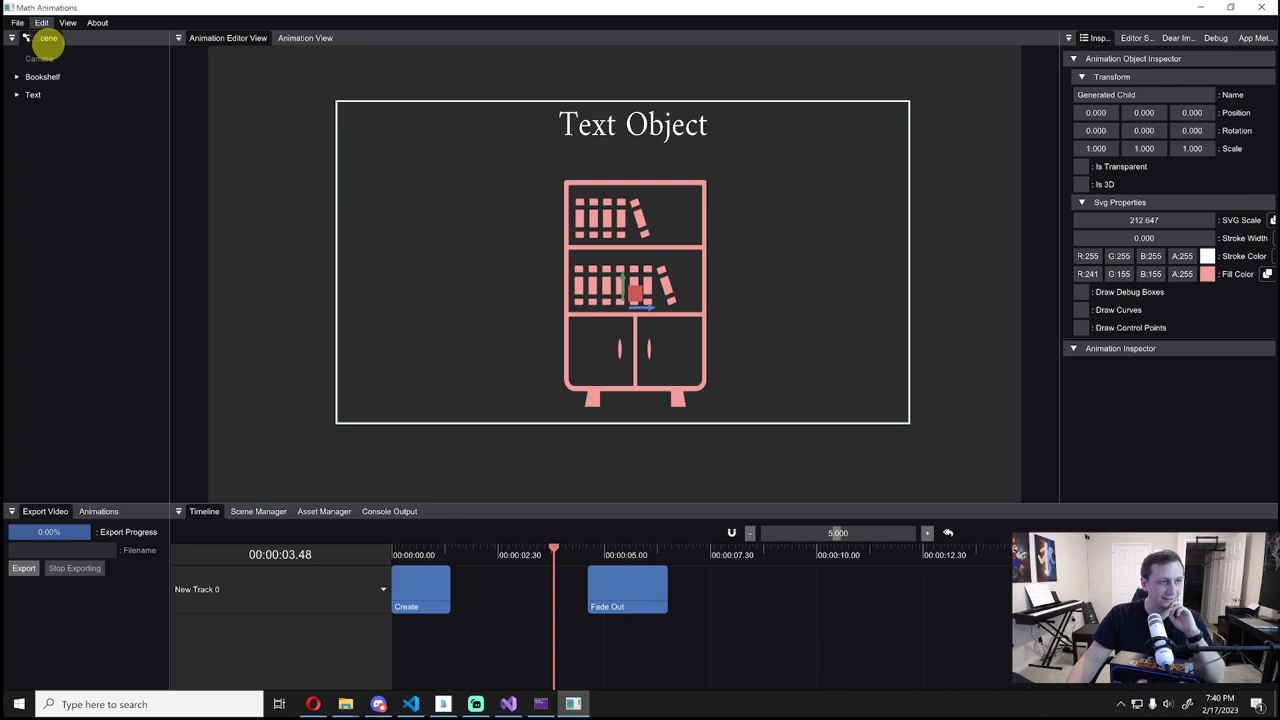 Math Animations
File Edit View About
cene
Camera
Bookshelf
Text
Animation Editor View Animation View
Text Object
Insp... Editor S... Dear Im... Debug App Met...
Animation Object Inspector
Transform
Generated Child : Name
0.000 0.000 0.000 : Position
0.000 0.000 0.000 : Rotation
1.000 1.000 1.000 : Scale
: Is Transparent
: Is 3D
Svg Properties
212.647 : SVG Scale
0.000 : Stroke Width
R:255 G:255 B:255 A:255 : Stroke Color
R:241 G:155 B:155 A:255 : Fill Color
: Draw Debug Boxes
: Draw Curves
: Draw Control Points
Animation Inspector
Export Video Animations
0.00% : Export Progress
: Filename
Export Stop Exporting
Timeline Scene Manager Asset Manager Console Output
- 5.000 +
00:00:03.48
00:00:00.00 00:00:02.30 00:00:05.00 00:00:07.30 00:00:10.00 00:00:12.30
New Track 0
Create
Fade Out
Type here to search
7:40 PM
2/17/2023